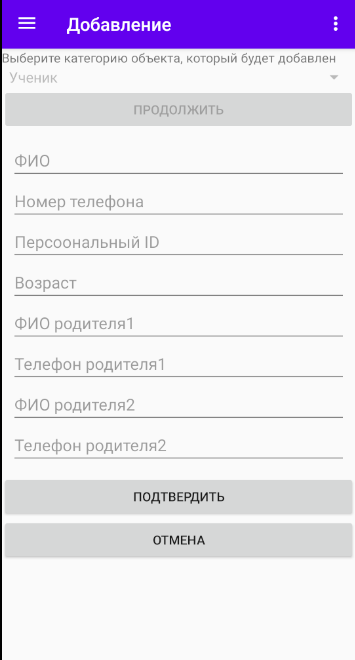 Добавление
Выберите категорию объекта, который будет добавлен
Ученик
ПРОДОЛЖИТЬ
ФИО
Номер телефона
Персоональный ID
Возраст
ФИО родителя1
Телефон родителя1
ФИО родителя2
Телефон родителя2
ПОДТВЕРДИТЬ
ОТМЕНА